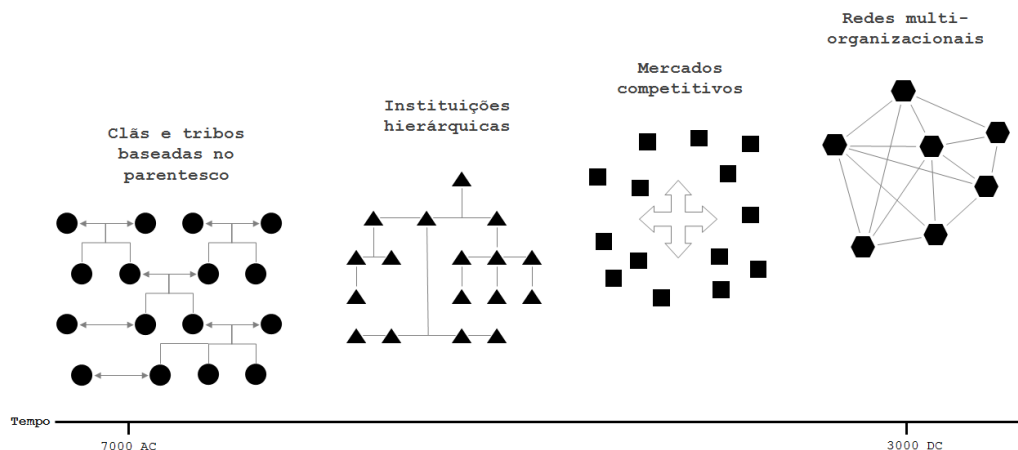 Redes multi-
organizacionais
Mercados
competitivos
Instituições
hierárquicas
Clãs e tribos
baseadas no
parentesco
Tempo
7000 AC
3000 DC